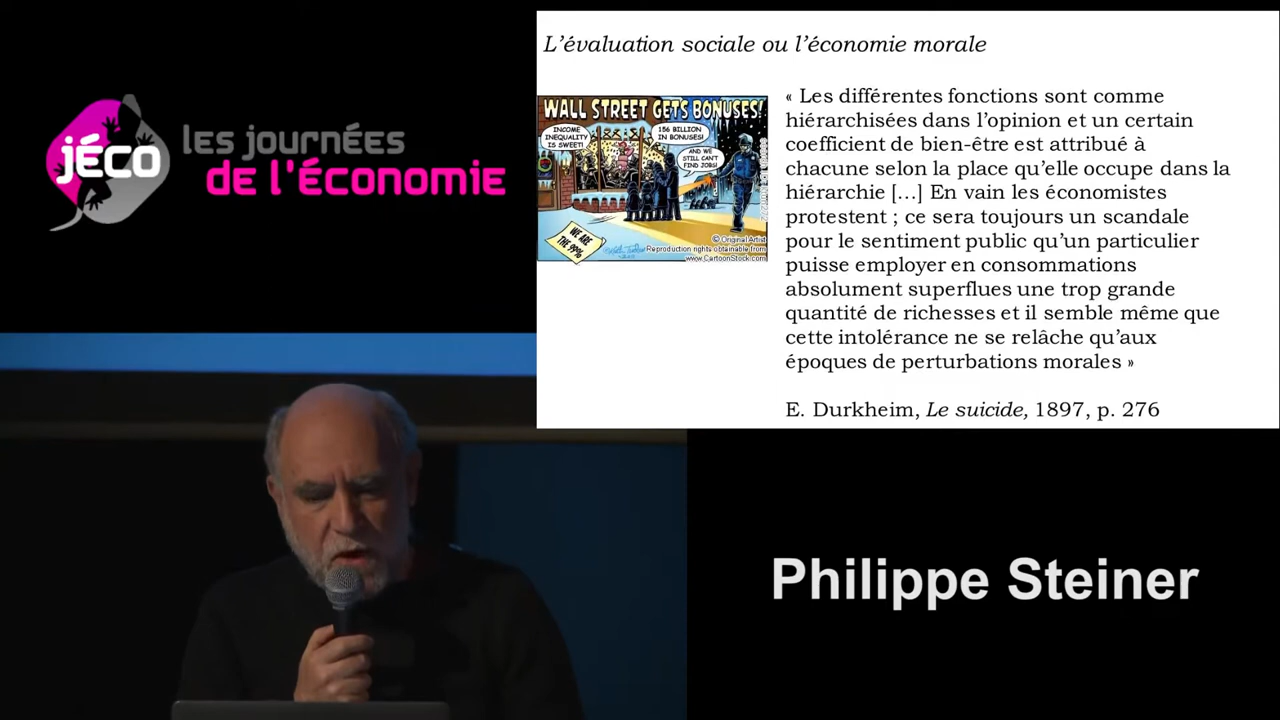 jéco
les journées
de l'économie
L'évaluation sociale ou l'économie morale
WALL STREET GETS BONUSES!
INCOME
INEQUALITY
IS SWEET!
156 BILLION
IN BONUSES!
AND WE
STILL CAN'T
FIND JOBS!
WE ARE
THE 99%
© Original Artist
Reproduction rights obtainable from
www.CartoonStock.com
« Les différentes fonctions sont comme
hiérarchisées dans l'opinion et un certain
coefficient de bien-être est attribué à
chacune selon la place qu'elle occupe dans la
hiérarchie […] En vain les économistes
protestent ; ce sera toujours un scandale
pour le sentiment public qu'un particulier
puisse employer en consommations
absolument superflues une trop grande
quantité de richesses et il semble même que
cette intolérance ne se relâche qu'aux
époques de perturbations morales »
E. Durkheim, Le suicide, 1897, p. 276
Philippe Steiner